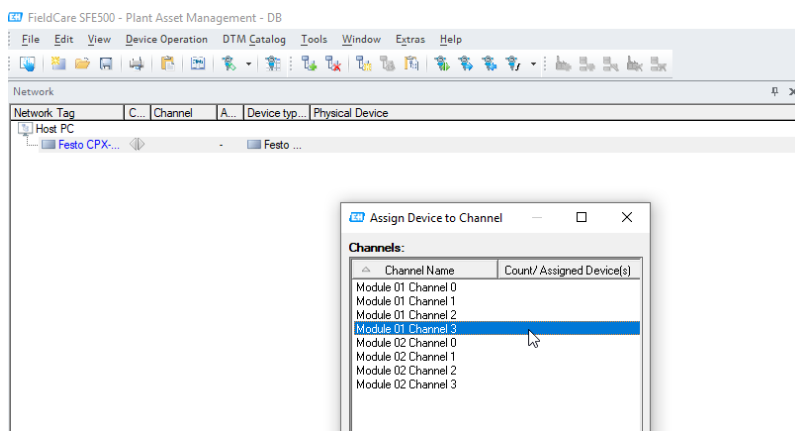 FieldCare SFE500 - Plant Asset Management - DB
File Edit View Device Operation DTM Catalog Tools Window Extras Help
Network
Network Tag C... Channel A... Device typ... Physical Device
Host PC
Festo CPX-... - Festo ...
Assign Device to Channel
Channels:
Channel Name Count/ Assigned Device(s)
Module 01 Channel 0
Module 01 Channel 1
Module 01 Channel 2
Module 01 Channel 3
Module 02 Channel 0
Module 02 Channel 1
Module 02 Channel 2
Module 02 Channel 3